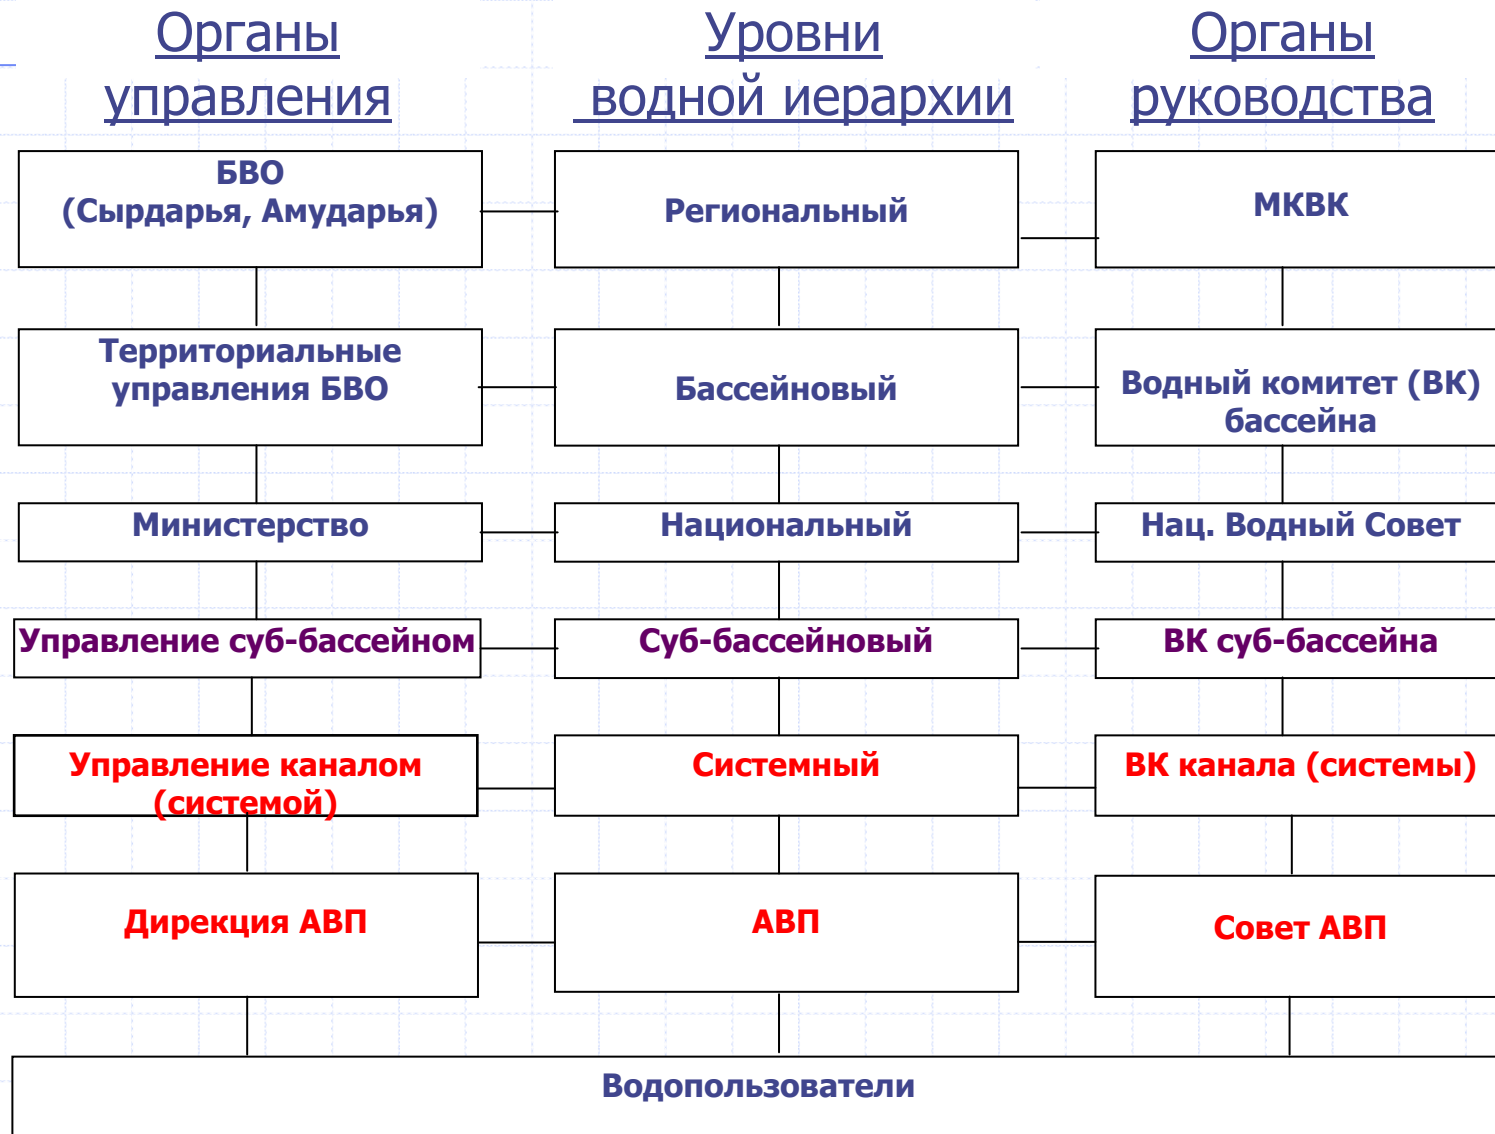 Органы
управления
Уровни
водной иерархии
Органы
руководства
БВО
(Сырдарья, Амударья)
Региональный
МКВК
Территориальные
управления БВО
Бассейновый
Водный комитет (ВК)
бассейна
Министерство
Национальный
Нац. Водный Совет
Управление суб-бассейном
Суб-бассейновый
ВК суб-бассейна
Управление каналом
(системой)
Системный
ВК канала (системы)
Дирекция АВП
АВП
Совет АВП
Водопользователи